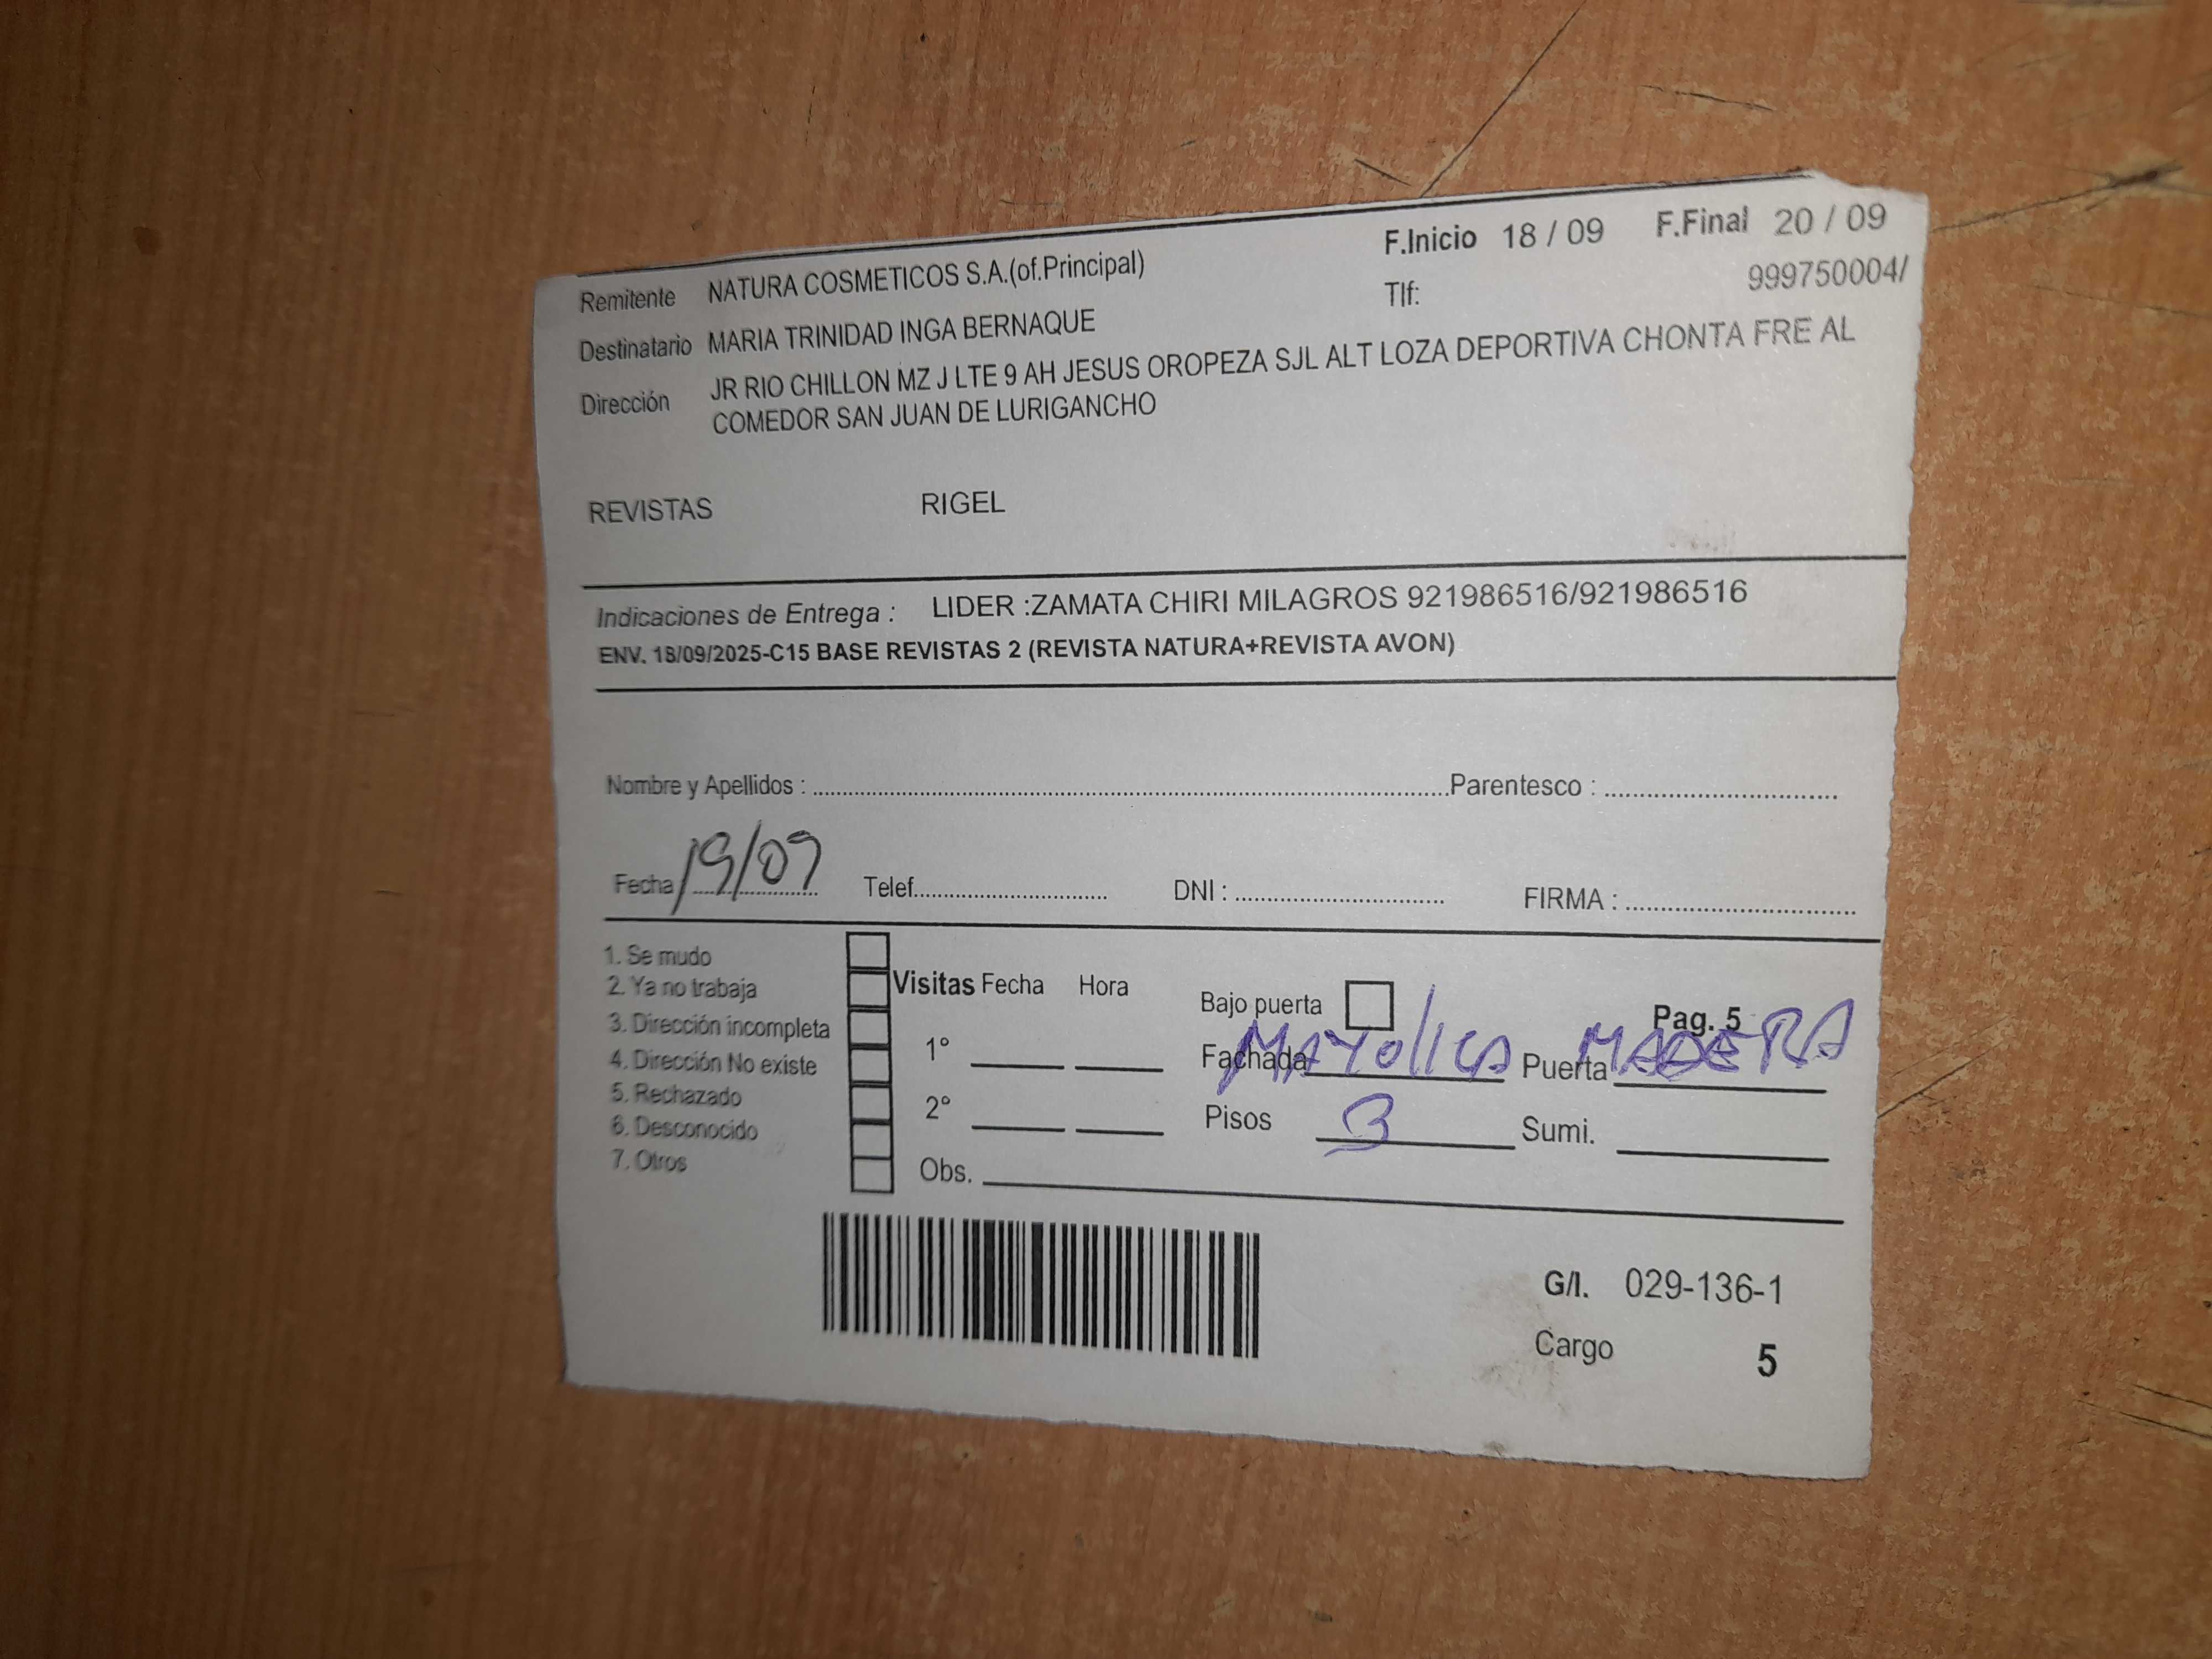 F.Inicio 18 / 09 F.Final 20 / 09
Remitente NATURA COSMETICOS S.A.(of.Principal)
Tlf: 999750004/
Destinatario MARIA TRINIDAD INGA BERNAQUE
Dirección JR RIO CHILLON MZ J LTE 9 AH JESUS OROPEZA SJL ALT LOZA DEPORTIVA CHONTA FRE AL
COMEDOR SAN JUAN DE LURIGANCHO
REVISTAS RIGEL
Indicaciones de Entrega : LIDER :ZAMATA CHIRI MILAGROS 921986516/921986516
ENV. 18/09/2025-C15 BASE REVISTAS 2 (REVISTA NATURA+REVISTA AVON)
Nombre y Apellidos : Parentesco :
Fecha 19/09 Telef. DNI : FIRMA :
1. Se mudo
2. Ya no trabaja
3. Dirección incompleta
4. Dirección No existe
5. Rechazado
6. Desconocido
7. Otros
Visitas Fecha Hora
1°
2°
Obs.
Bajo puerta Pag. 5
Fachada MAYOLICA Puerta MADERA
Pisos 3 Sumi.
G/I. 029-136-1
Cargo 5